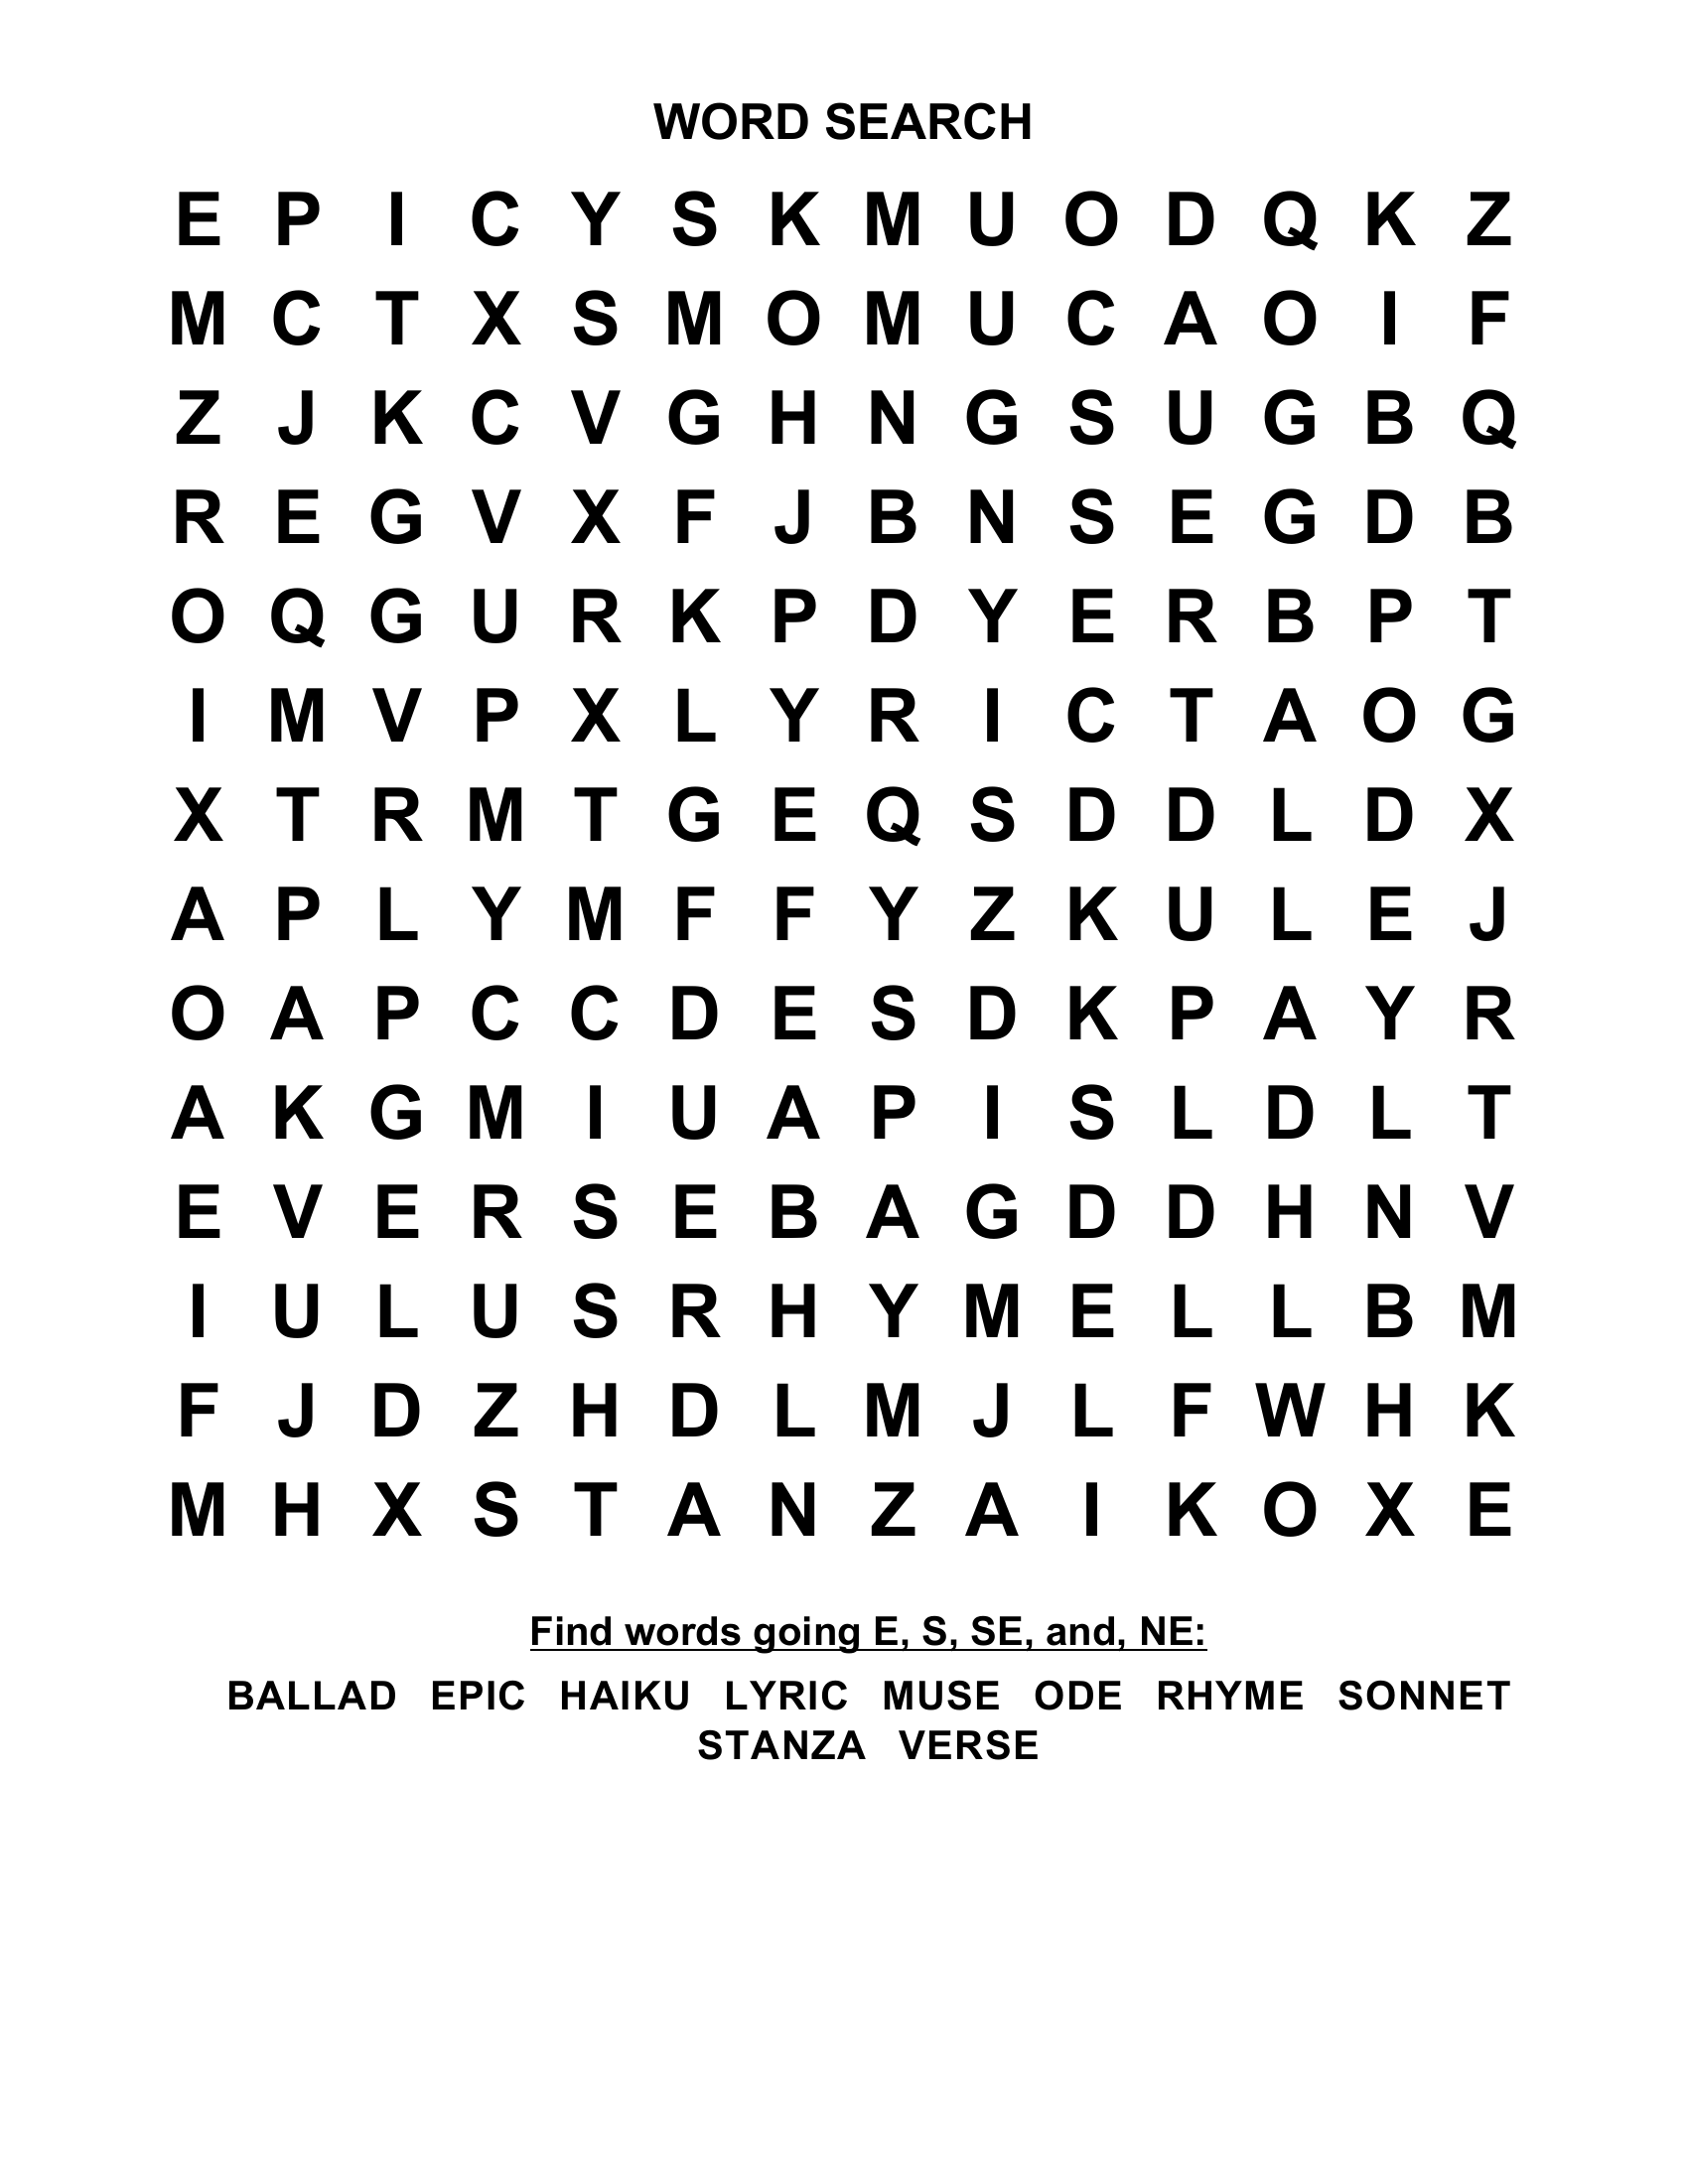 WORD SEARCH
E P I C Y S K M U O D Q K Z
M C T X S M O M U C A O I F
Z J K C V G H N G S U G B Q
R E G V X F J B N S E G D B
O Q G U R K P D Y E R B P T
I M V P X L Y R I C T A O G
X T R M T G E Q S D D L D X
A P L Y M F F Y Z K U L E J
O A P C C D E S D K P A Y R
A K G M I U A P I S L D L T
E V E R S E B A G D D H N V
I U L U S R H Y M E L L B M
F J D Z H D L M J L F W H K
M H X S T A N Z A I K O X E
Find words going E, S, SE, and, NE:
BALLAD EPIC HAIKU LYRIC MUSE ODE RHYME SONNET
STANZA VERSE